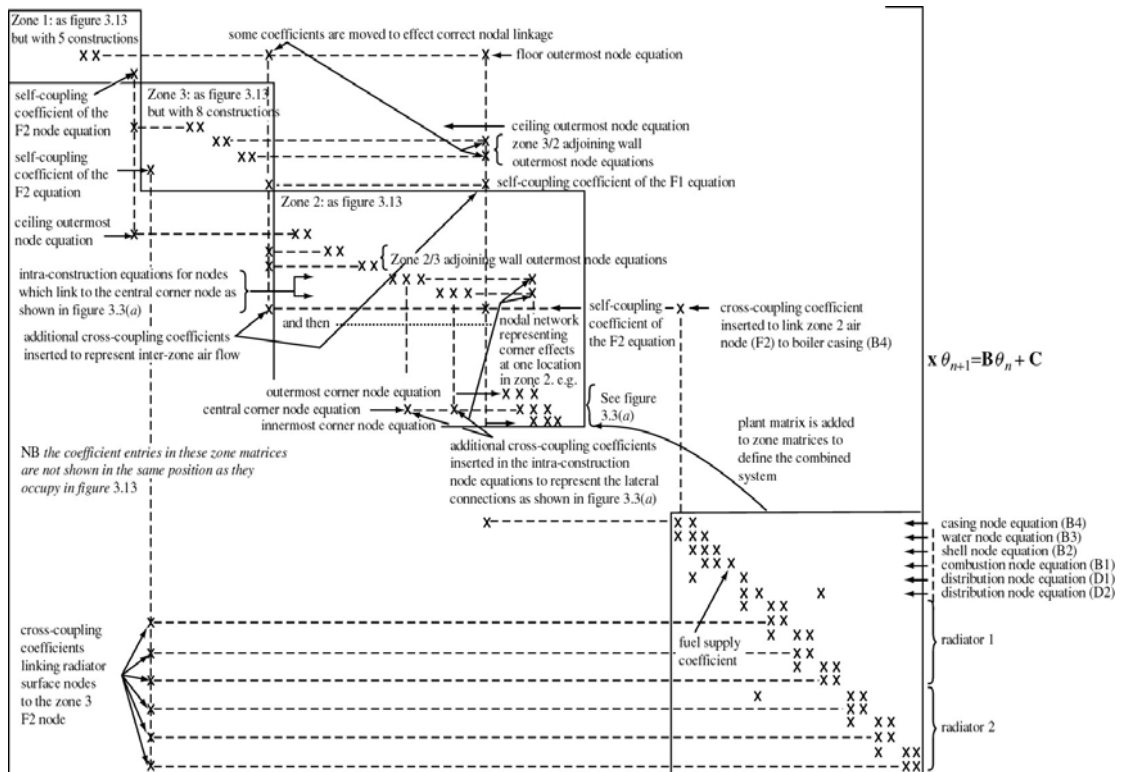 Zone 1: as figure 3.13
but with 5 constructions
some coefficients are moved to effect correct nodal linkage
floor outermost node equation
self-coupling
coefficient of the
F2 node equation
Zone 3: as figure 3.13
but with 8 constructions
ceiling outermost node equation
zone 3/2 adjoining wall
outermost node equations
self-coupling
coefficient of the
F2 equation
self-coupling coefficient of the F1 equation
Zone 2: as figure 3.13
ceiling outermost
node equation
Zone 2/3 adjoining wall outermost node equations
intra-construction equations for nodes
which link to the central corner node as
shown in figure 3.3(a)
additional cross-coupling coefficients
inserted to represent inter-zone air flow
and then
nodal network
representing
corner effects
at one location
in zone 2. e.g.
self-coupling
coefficient of
the F2 equation
cross-coupling coefficient
inserted to link zone 2 air
node (F2) to boiler casing (B4)
x θn+1=Bθn + C
outermost corner node equation
central corner node equation
innermost corner node equation
See figure
3.3(a)
additional cross-coupling coefficients
inserted in the intra-construction
node equations to represent the lateral
connections as shown in figure 3.3(a)
plant matrix is added
to zone matrices to
define the combined
system
NB the coefficient entries in these zone matrices
are not shown in the same position as they
occupy in figure 3.13
casing node equation (B4)
water node equation (B3)
shell node equation (B2)
combustion node equation (B1)
distribution node equation (D1)
distribution node equation (D2)
fuel supply
coefficient
radiator 1
cross-coupling
coefficients
linking radiator
surface nodes
to the zone 3
F2 node
radiator 2